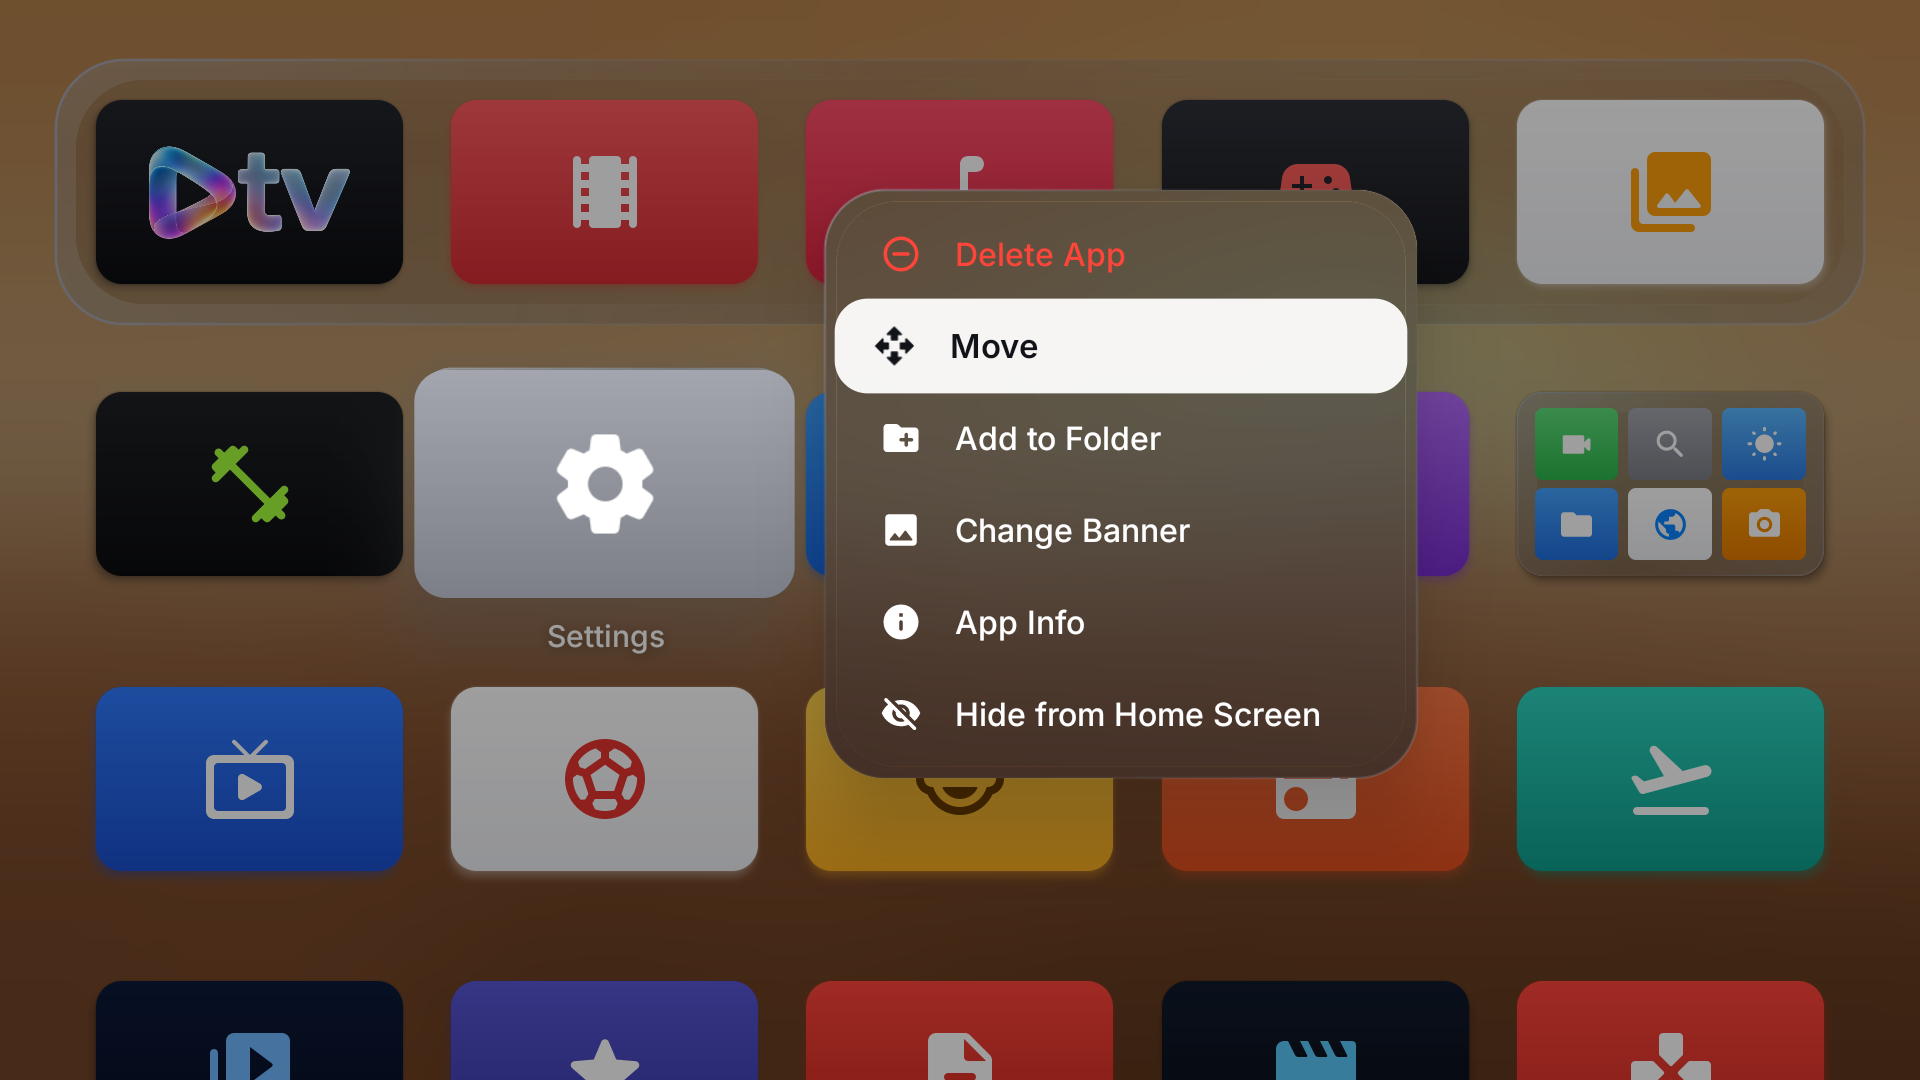 tv
Delete App
Move
Add to Folder
Change Banner
App Info
Hide from Home Screen
Settings